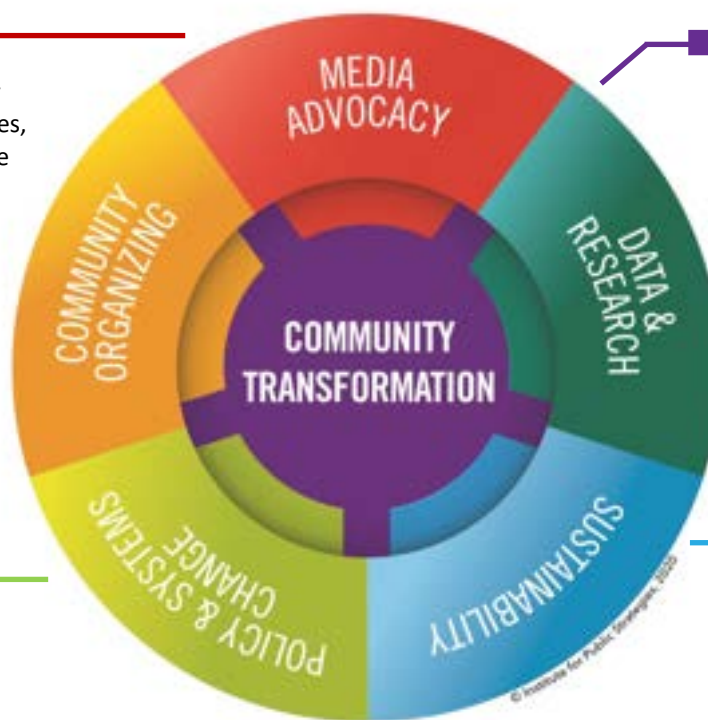 es,
e
MEDIA
ADVOCACY
COMMUNITY
ORGANIZING
DATA &
RESEARCH
COMMUNITY
TRANSFORMATION
POLICY & SYSTEMS
CHANGE
SUSTAINABILITY
© Institute for Public Strategies, 2020